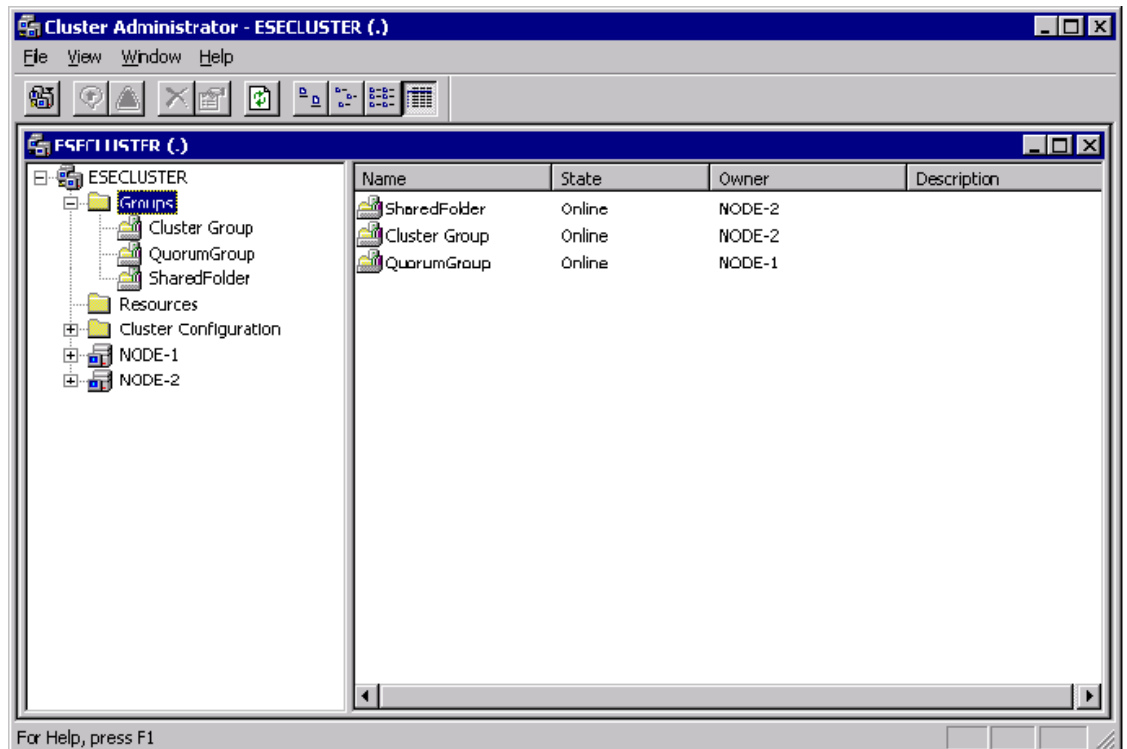 Cluster Administrator - ESECLUSTER (.)
File View Window Help
ESECLUSTER (.)
ESECLUSTER
Groups
Cluster Group
QuorumGroup
SharedFolder
Resources
Cluster Configuration
NODE-1
NODE-2
Name State Owner Description
SharedFolder Online NODE-2
Cluster Group Online NODE-2
QuorumGroup Online NODE-1
For Help, press F1